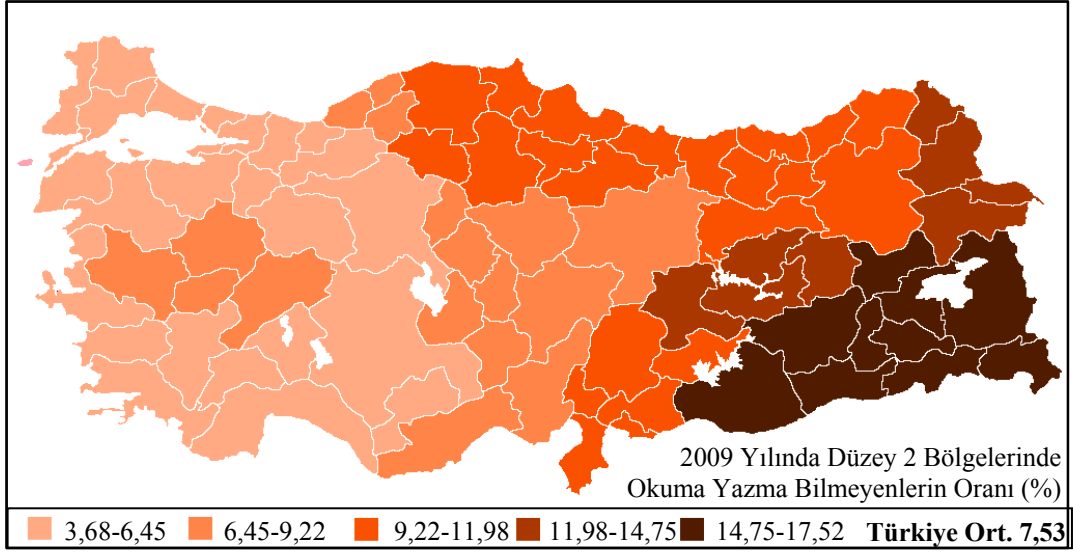 2009 Yılında Düzey 2 Bölgelerinde
Okuma Yazma Bilmeyenlerin Oranı (%)
3,68-6,45 6,45-9,22 9,22-11,98 11,98-14,75 14,75-17,52 Türkiye Ort. 7,53